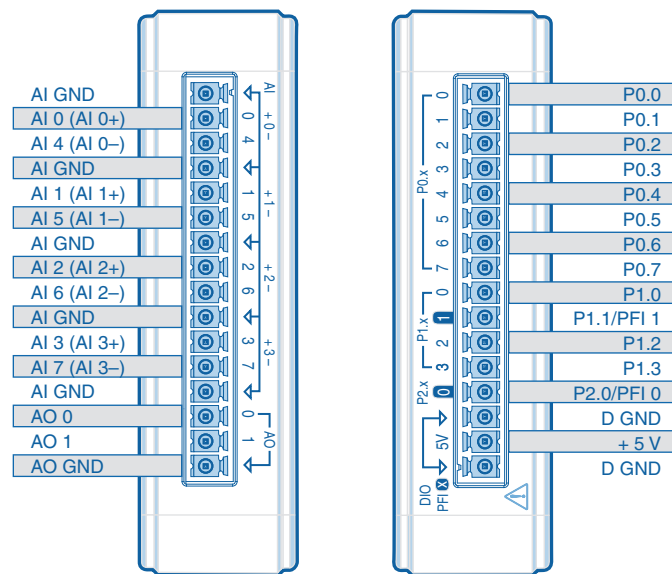 AI GND
AI 0 (AI 0+)
AI 4 (AI 0–)
AI GND
AI 1 (AI 1+)
AI 5 (AI 1–)
AI GND
AI 2 (AI 2+)
AI 6 (AI 2–)
AI GND
AI 3 (AI 3+)
AI 7 (AI 3–)
AI GND
AO 0
AO 1
AO GND
AI
0
4
1
5
2
6
3
7
0
1
+0–
+1–
+2–
+3–
AO
P0.x
0
1
2
3
4
5
6
7
P1.x
0
1
2
3
P2.x
0
5V
DIO
PFI X
P0.0
P0.1
P0.2
P0.3
P0.4
P0.5
P0.6
P0.7
P1.0
P1.1/PFI 1
P1.2
P1.3
P2.0/PFI 0
D GND
+ 5 V
D GND